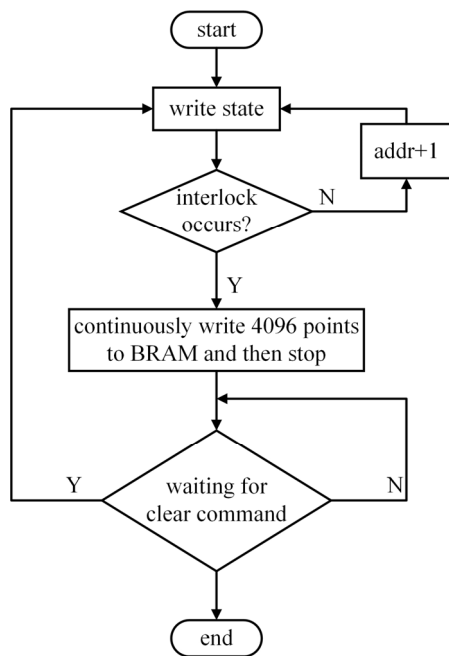 start
write state
addr+1
interlock
occurs?
N
Y
continuously write 4096 points
to BRAM and then stop
Y
waiting for
clear command
N
end